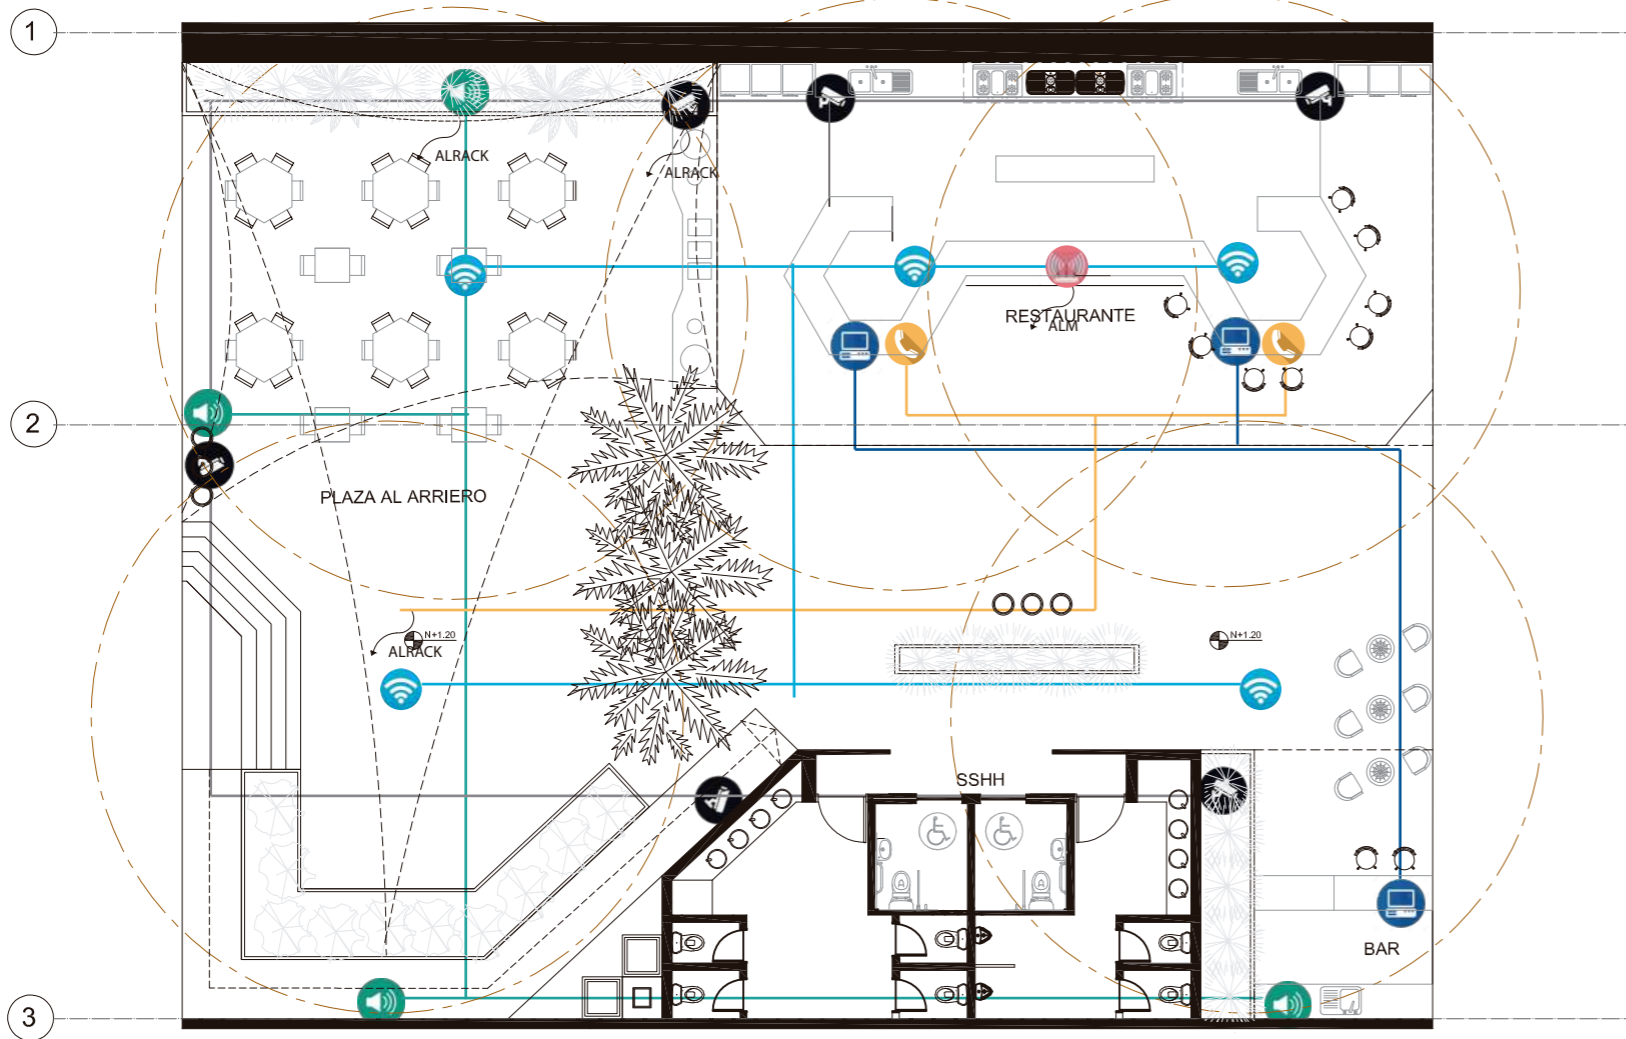 1
ALRACK
ALRACK
RESTAURANTE
ALM
2
PLAZA AL ARRIERO
N+1.20
N+1.20
ALRACK
SSHH
BAR
3